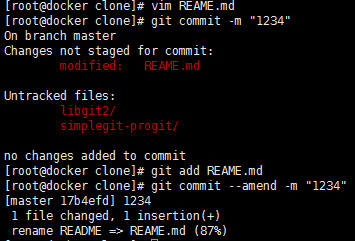 [root@docker clone]# vim REAME.md
[root@docker clone]# git commit -m "1234"
On branch master
Changes not staged for commit:
modified: REAME.md
Untracked files:
libgit2/
simplegit-progit/
no changes added to commit
[root@docker clone]# git add REAME.md
[root@docker clone]# git commit --amend -m "1234"
[master 17b4efd] 1234
1 file changed, 1 insertion(+)
rename README => REAME.md (87%)